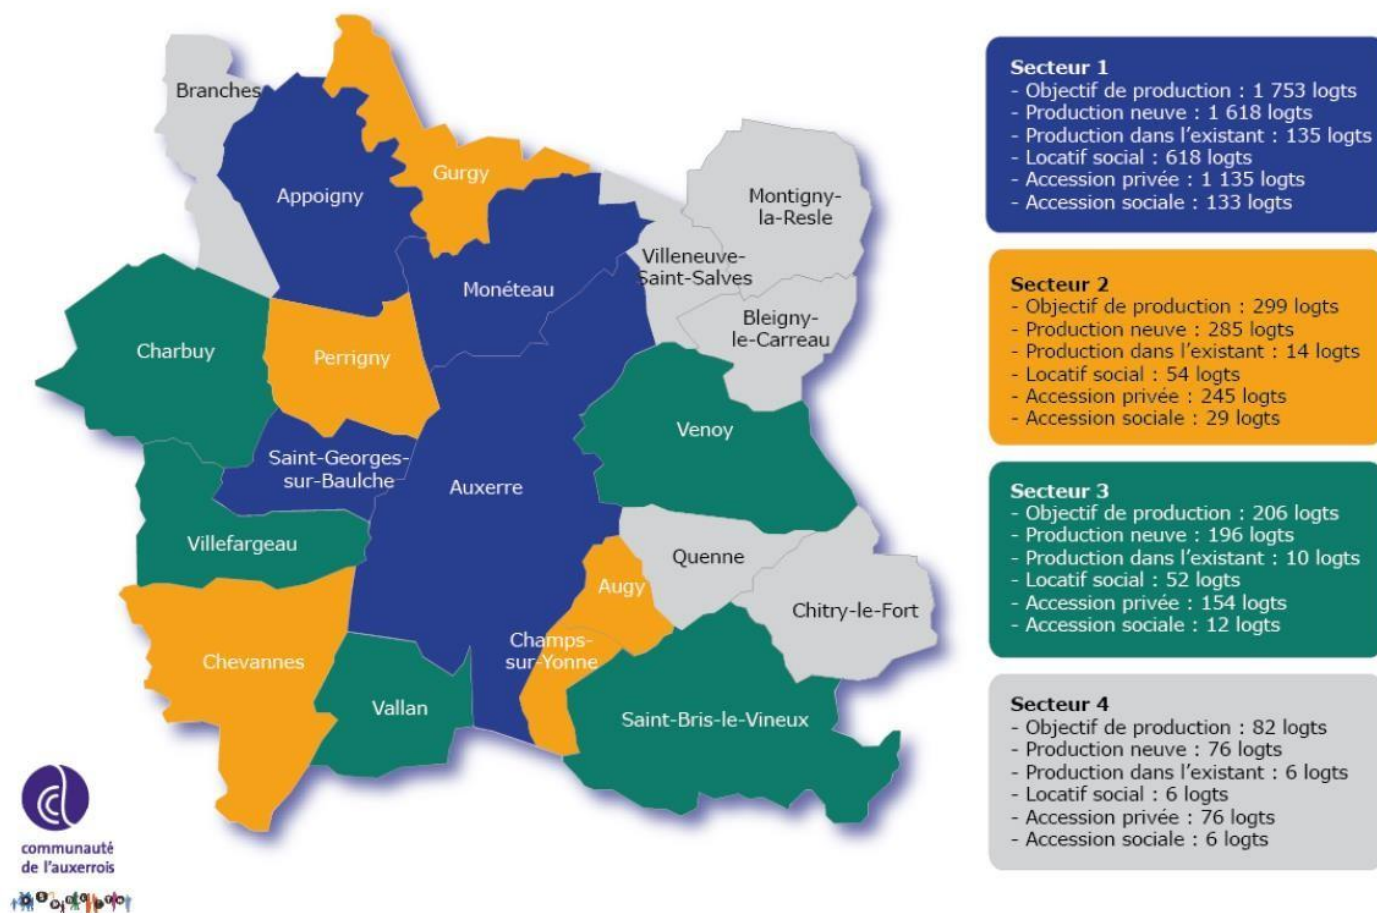 Branches
Appoigny
Gurgy
Montigny-
la-Resle
Villeneuve-
Saint-Salves
Monéteau
Bleigny-
le-Carreau
Charbuy
Perrigny
Venoy
Saint-Georges-
sur-Baulche
Auxerre
Villefargeau
Quenne
Augy
Chitry-le-Fort
Champs-
sur-Yonne
Chevannes
Vallan
Saint-Bris-le-Vineux
communauté
de l'auxerrois
Secteur 1
- Objectif de production : 1 753 logts
- Production neuve : 1 618 logts
- Production dans l'existant : 135 logts
- Locatif social : 618 logts
- Accession privée : 1 135 logts
- Accession sociale : 133 logts
Secteur 2
- Objectif de production : 299 logts
- Production neuve : 285 logts
- Production dans l'existant : 14 logts
- Locatif social : 54 logts
- Accession privée : 245 logts
- Accession sociale : 29 logts
Secteur 3
- Objectif de production : 206 logts
- Production neuve : 196 logts
- Production dans l'existant : 10 logts
- Locatif social : 52 logts
- Accession privée : 154 logts
- Accession sociale : 12 logts
Secteur 4
- Objectif de production : 82 logts
- Production neuve : 76 logts
- Production dans l'existant : 6 logts
- Locatif social : 6 logts
- Accession privée : 76 logts
- Accession sociale : 6 logts